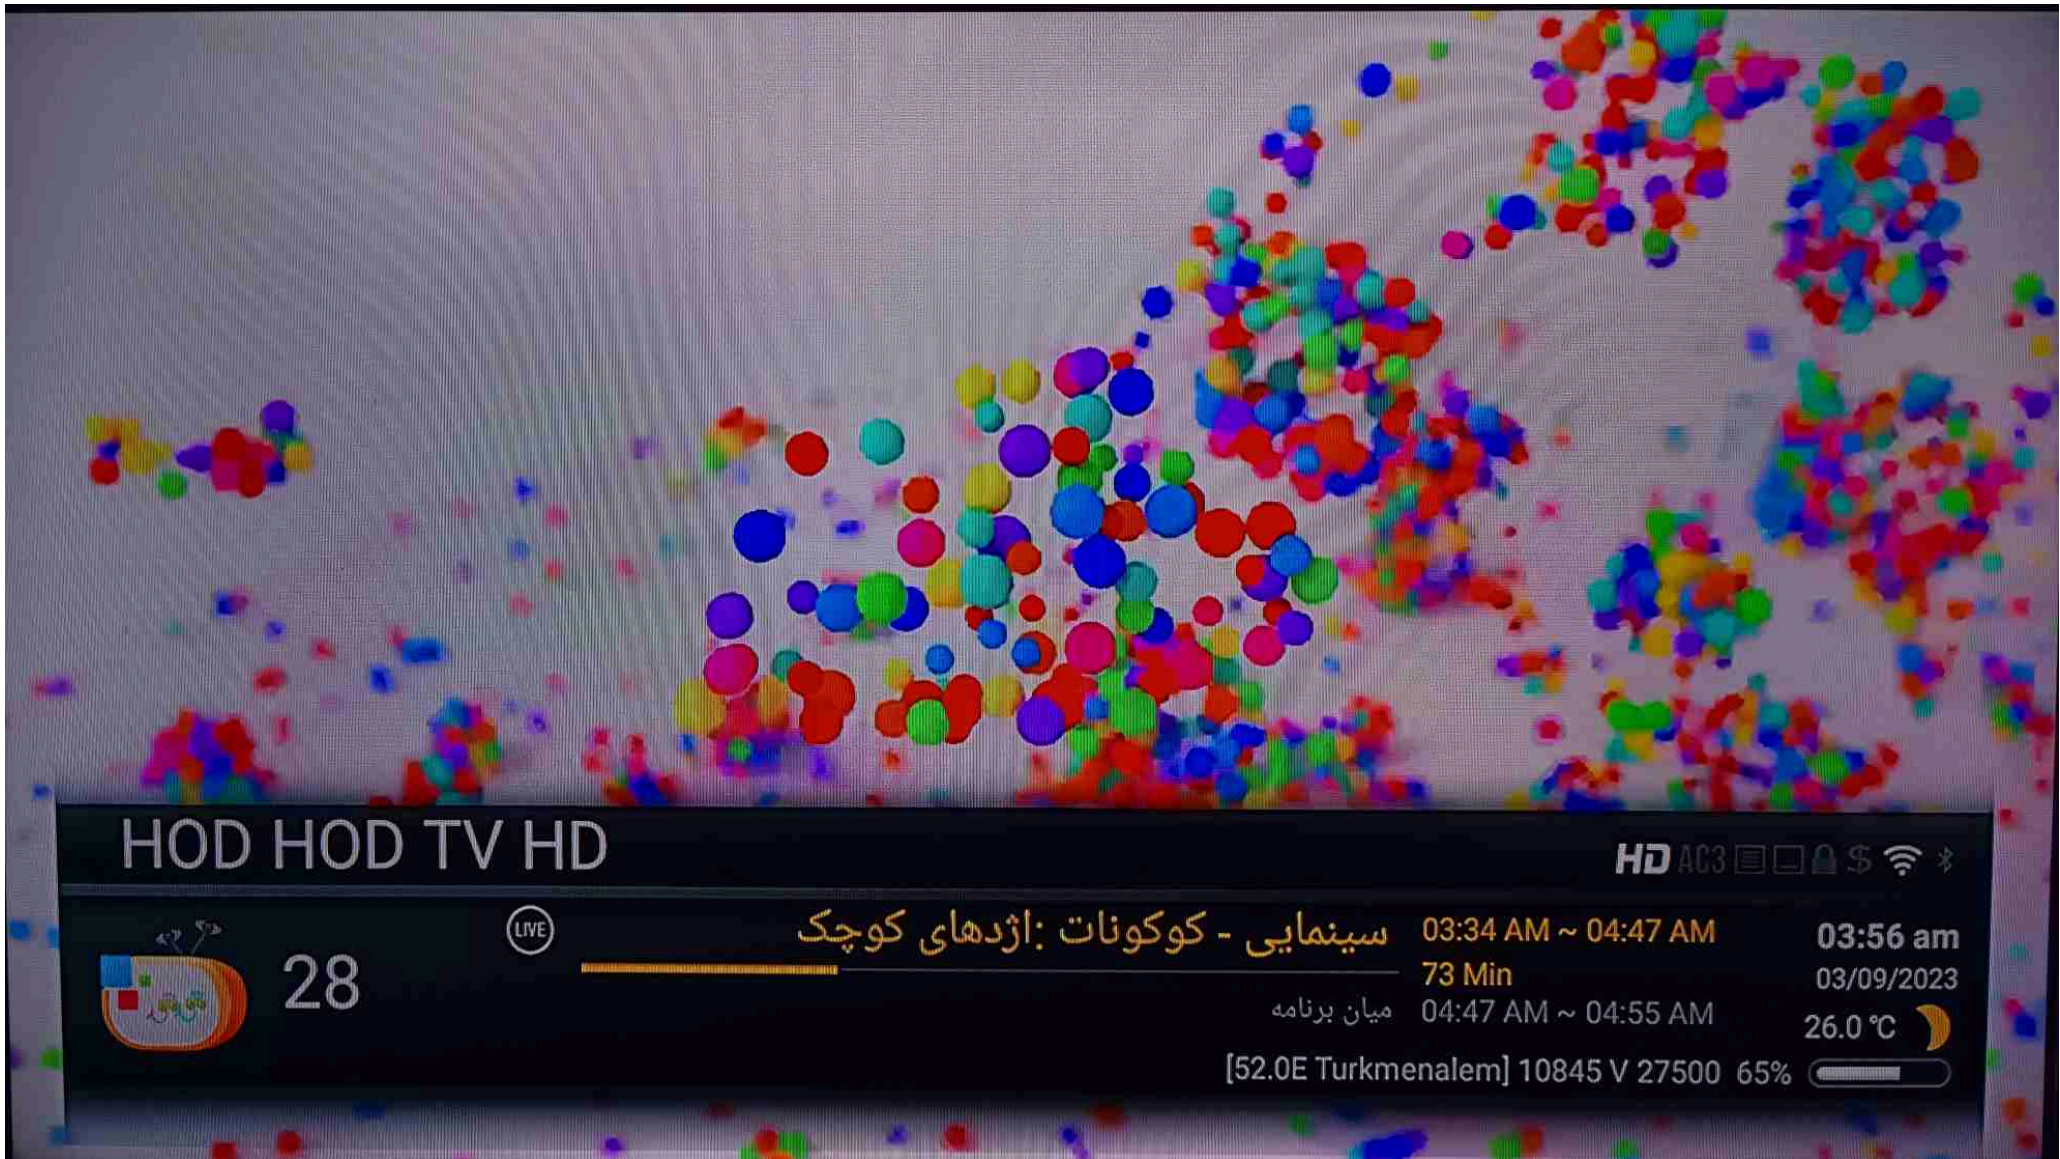 HOD HOD TV HD
HD AC3 $
28
LIVE
سینمایی - کوکونات :اژدهای کوچک
03:34 AM ~ 04:47 AM
73 Min
میان برنامه
04:47 AM ~ 04:55 AM
03:56 am
03/09/2023
26.0 °C
[52.0E Turkmenalem] 10845 V 27500 65%